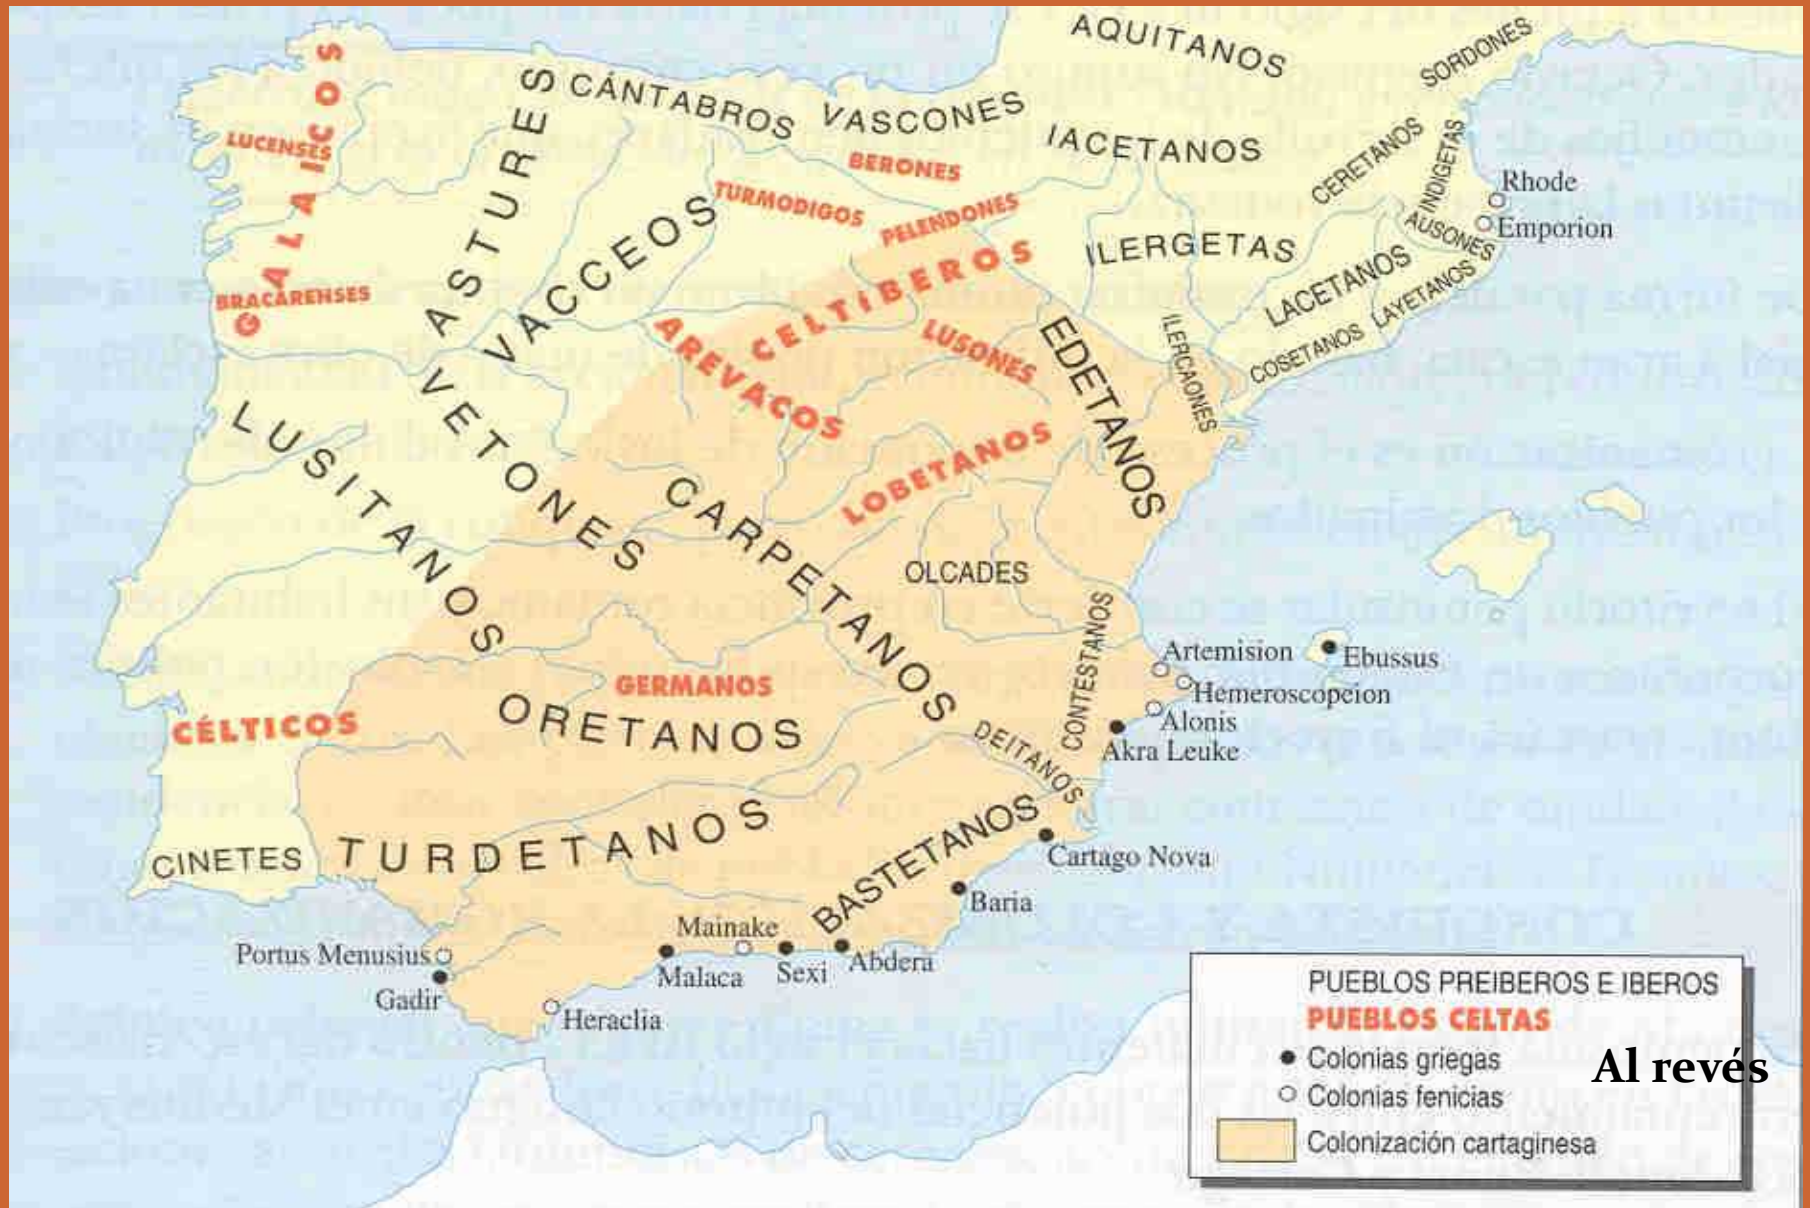 AQUITANOS
SORDONES
GALAICOS
LUCENSES
BRACARENSES
ASTURES
CÁNTABROS
VASCONES
IACETANOS
CERETANOS
INDIGETAS
AUSONES
Rhode
Emporion
BERONES
TURMODIGOS
PELENDONES
VACCEOS
CELTÍBEROS
ILERGETAS
LACETANOS
LAYETANOS
COSETANOS
ILERCAONES
AREVACOS
LUSONES
EDETANOS
VETONES
LUSITANOS
LOBETANOS
CARPETANOS
OLCADES
CONTESTANOS
Artemision
Ebussus
Hemeroscopeion
Alonis
Akra Leuke
GERMANOS
ORETANOS
CÉLTICOS
DEITANOS
CINETES
TURDETANOS
BASTETANOS
Cartago Nova
Baria
Mainake
Portus Menusius
Gadir
Malaca
Sexi
Abdera
Heraclia
PUEBLOS PREIBEROS E IBEROS
PUEBLOS CELTAS
Colonias griegas
Al revés
Colonias fenicias
Colonización cartaginesa